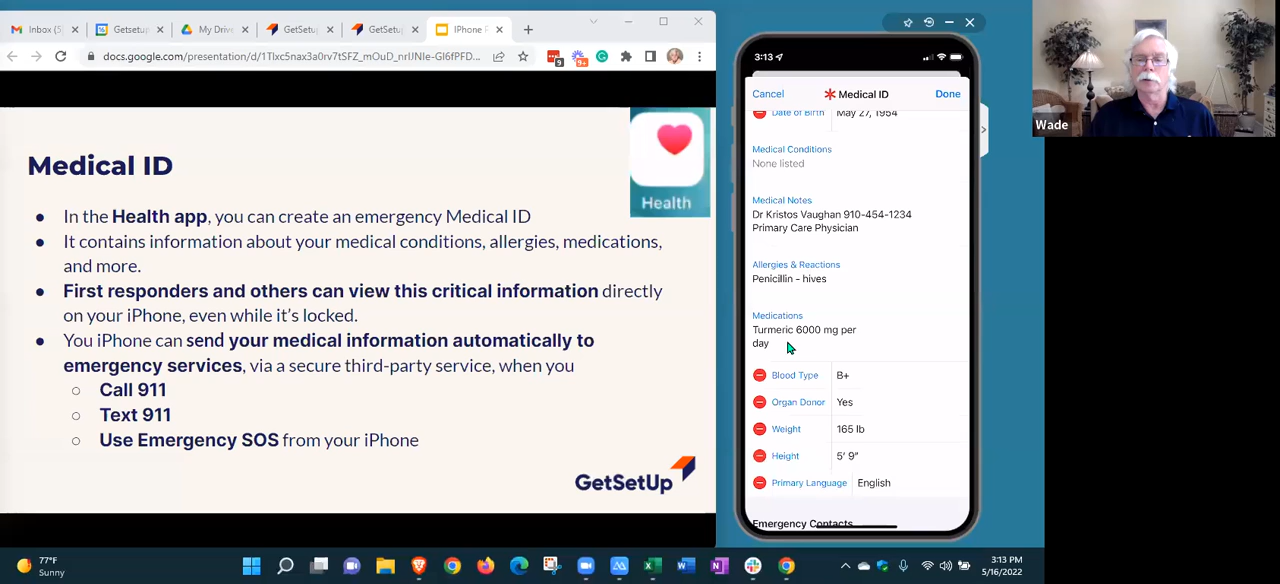 Inbox (5
Getsetu
My Drive
GetSetu
GetSetu
IPhone F
docs.google.com/presentation/d/1Tlxc5nax3a0rv7tSFZ_mOuD_nrlJNIe-Gl6fPFD...
9
9+
Medical ID
Health
In the Health app, you can create an emergency Medical ID
It contains information about your medical conditions, allergies, medications,
and more.
First responders and others can view this critical information directly
on your iPhone, even while it's locked.
You iPhone can send your medical information automatically to
emergency services, via a secure third-party service, when you
Call 911
Text 911
Use Emergency SOS from your iPhone
GetSetUp
3:13
Cancel
Medical ID
Done
Date of Birth May 27, 1954
Medical Conditions
None listed
Medical Notes
Dr Kristos Vaughan 910-454-1234
Primary Care Physician
Allergies & Reactions
Penicillin - hives
Medications
Turmeric 6000 mg per
day
Blood Type B+
Organ Donor Yes
Weight 165 lb
Height 5' 9"
Primary Language English
Emergency Contacts
Wade
77°F
Sunny
3:13 PM
5/16/2022